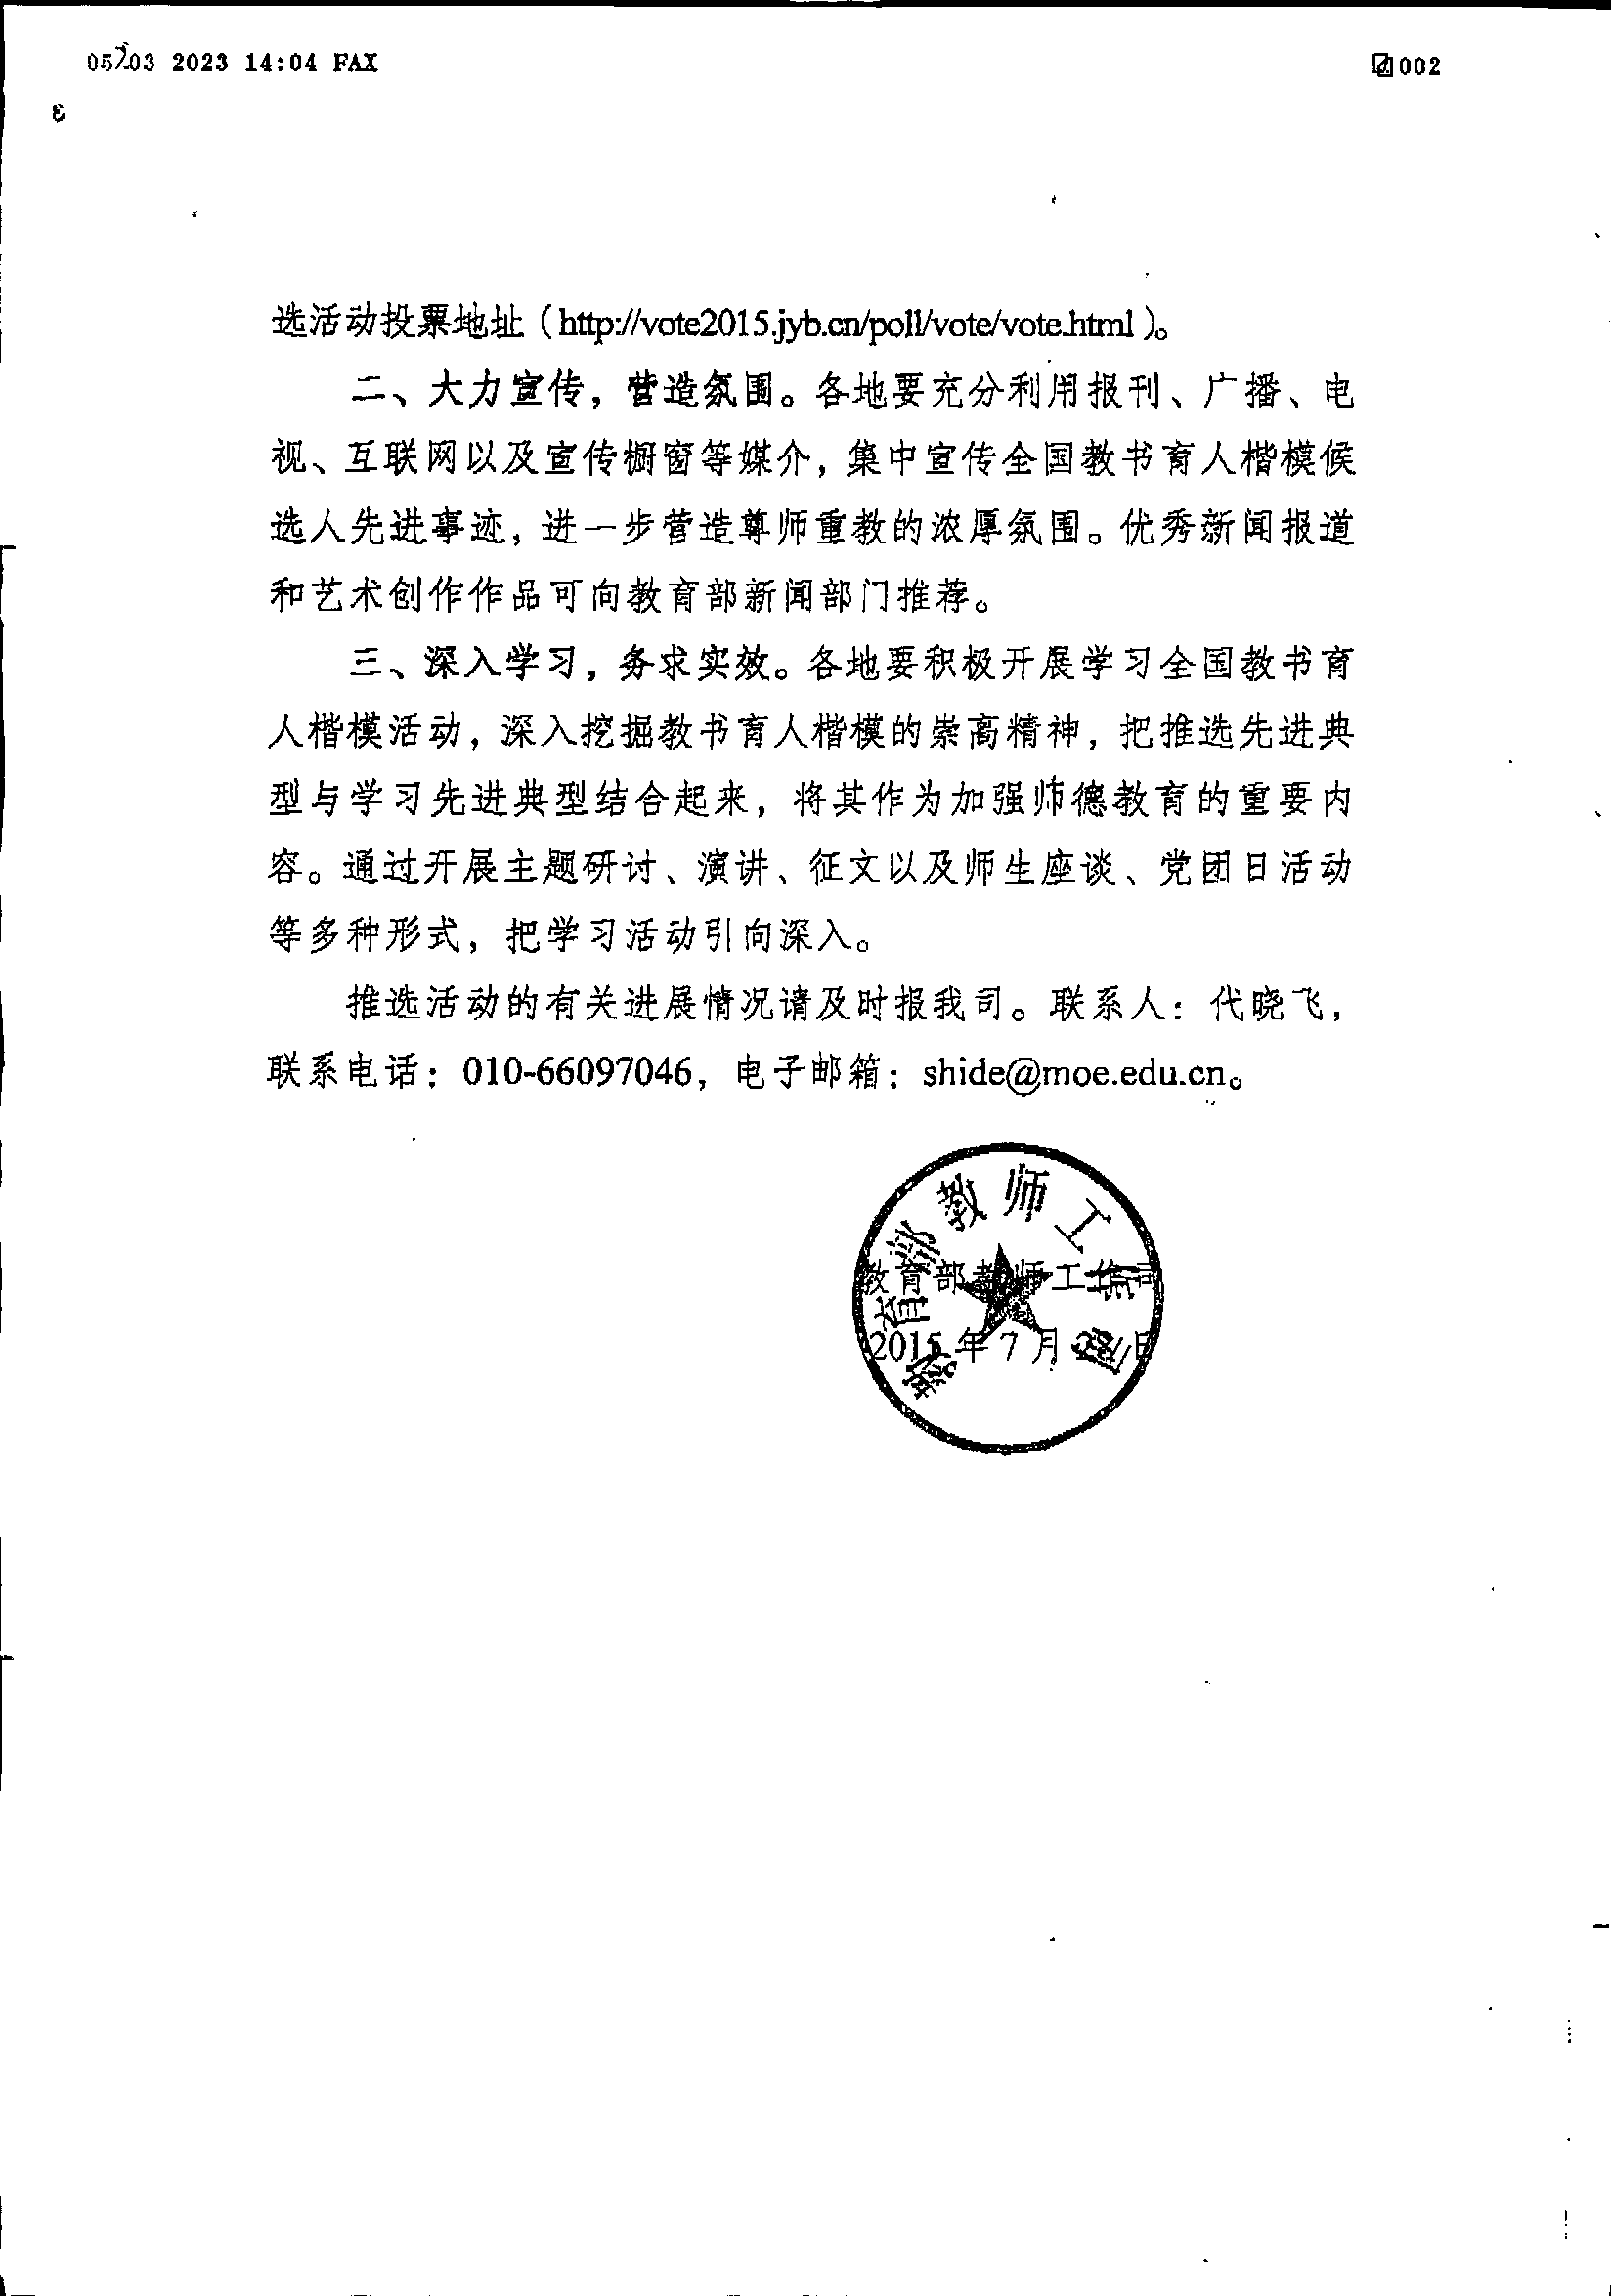 05/03 2023 14:04 FAX
002
选活动投票地址（http://vote2015.jyb.cn/poll/vote/vote.html）。
二、大力宣传，营造氛围。各地要充分利用报刊、广播、电
视、互联网以及宣传橱窗等媒介，集中宣传全国教书育人楷模候
选人先进事迹，进一步营造尊师重教的浓厚氛围。优秀新闻报道
和艺术创作作品可向教育部新闻部门推荐。
三、深入学习，务求实效。各地要积极开展学习全国教书育
人楷模活动，深入挖掘教书育人楷模的崇高精神，把推选先进典
型与学习先进典型结合起来，将其作为加强师德教育的重要内
容。通过开展主题研讨、演讲、征文以及师生座谈、党团日活动
等多种形式，把学习活动引向深入。
推选活动的有关进展情况请及时报我司。联系人：代晓飞，
联系电话：010-66097046，电子邮箱：shide@moe.edu.cn。
教育部教师工作司
教育部教师工作司
2015年7月 日